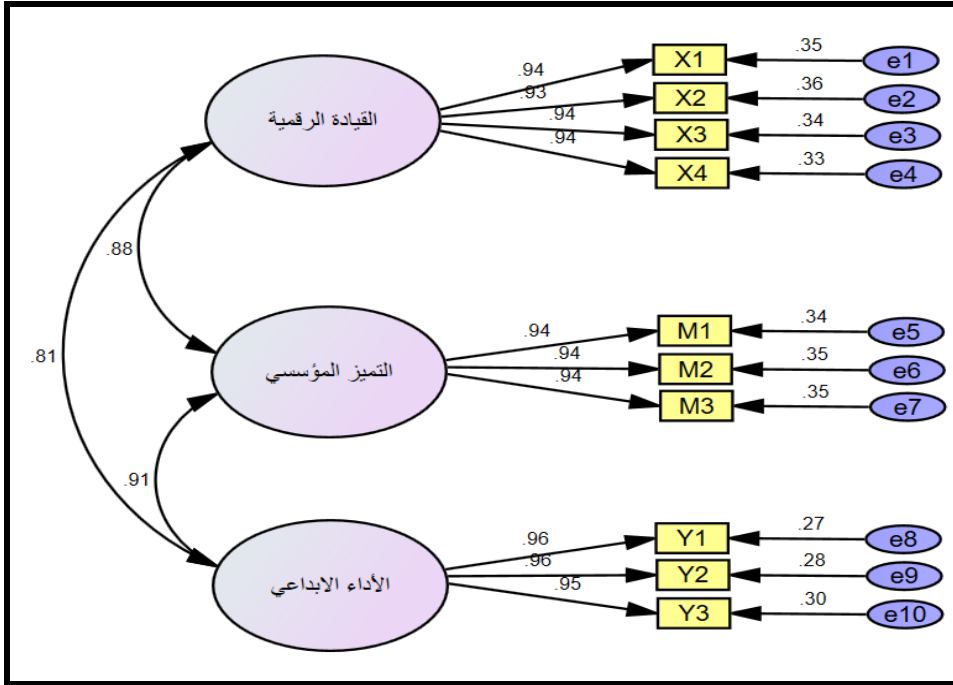 .94 X1 .35 e1
.93 X2 .36 e2
القيادة الرقمية
.94 X3 .34 e3
.94 X4 .33 e4
.88
.81
.94 M1 .34 e5
.94 M2 .35 e6
التميز المؤسسي
.94 M3 .35 e7
.91
.96 Y1 .27 e8
.96 Y2 .28 e9
الأداء الابداعي
.95 Y3 .30 e10